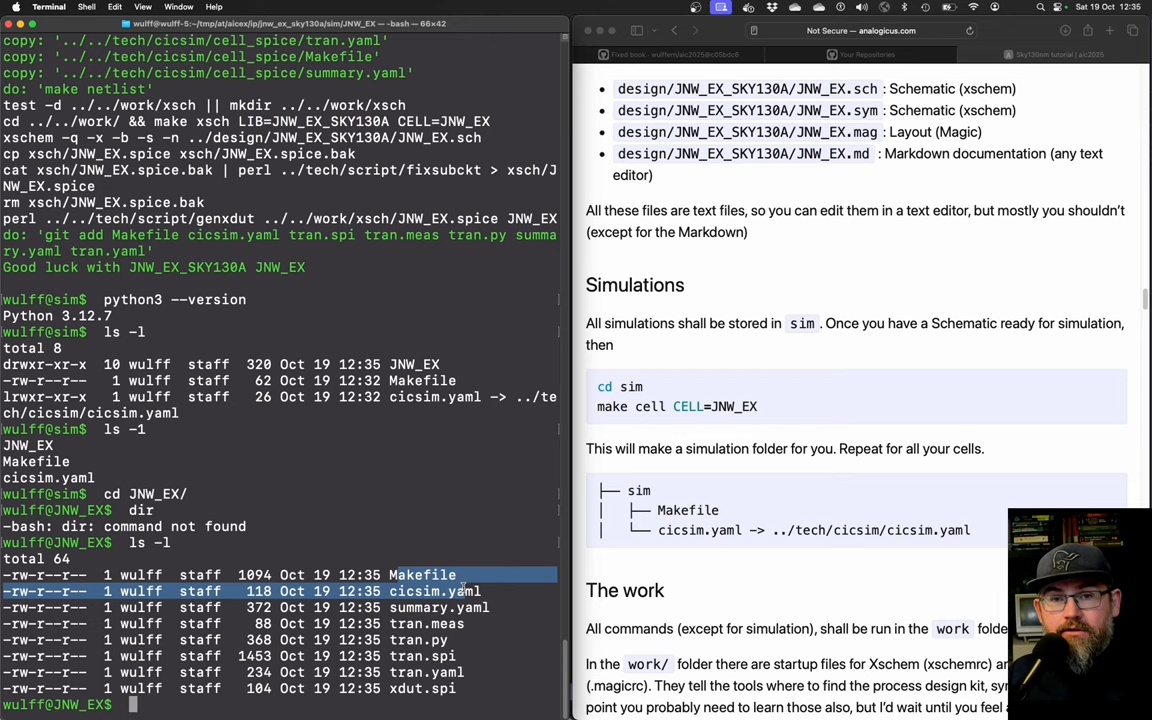 Terminal Shell Edit View Window Help
Sat 19 Oct 12:35
wulff@wulff-5:~/tmp/at/aicex/ip/jnw_ex_sky130a/sim/JNW_EX — -bash — 66×42
copy: '../../tech/cicsim/cell_spice/tran.yaml'
copy: '../../tech/cicsim/cell_spice/Makefile'
copy: '../../tech/cicsim/cell_spice/summary.yaml'
do: 'make netlist'
test -d ../../work/xsch || mkdir ../../work/xsch
cd ../../work/ && make xsch LIB=JNW_EX_SKY130A CELL=JNW_EX
xschem -q -x -b -s -n ../design/JNW_EX_SKY130A/JNW_EX.sch
cp xsch/JNW_EX.spice xsch/JNW_EX.spice.bak
cat xsch/JNW_EX.spice.bak | perl ../tech/script/fixsubckt > xsch/J
NW_EX.spice
rm xsch/JNW_EX.spice.bak
perl ../../tech/script/genxdut ../../work/xsch/JNW_EX.spice JNW_EX
do: 'git add Makefile cicsim.yaml tran.spi tran.meas tran.py summa
ry.yaml tran.yaml'
Good luck with JNW_EX_SKY130A JNW_EX
wulff@sim$ python3 --version
Python 3.12.7
wulff@sim$ ls -l
total 8
drwxr-xr-x 10 wulff staff 320 Oct 19 12:35 JNW_EX
-rw-r--r-- 1 wulff staff 62 Oct 19 12:32 Makefile
lrwxr-xr-x 1 wulff staff 26 Oct 19 12:32 cicsim.yaml -> ../te
ch/cicsim/cicsim.yaml
wulff@sim$ ls -1
JNW_EX
Makefile
cicsim.yaml
wulff@sim$ cd JNW_EX/
wulff@JNW_EX$ dir
-bash: dir: command not found
wulff@JNW_EX$ ls -l
total 64
-rw-r--r-- 1 wulff staff 1094 Oct 19 12:35 Makefile
-rw-r--r-- 1 wulff staff 118 Oct 19 12:35 cicsim.yaml
-rw-r--r-- 1 wulff staff 372 Oct 19 12:35 summary.yaml
-rw-r--r-- 1 wulff staff 88 Oct 19 12:35 tran.meas
-rw-r--r-- 1 wulff staff 368 Oct 19 12:35 tran.py
-rw-r--r-- 1 wulff staff 1453 Oct 19 12:35 tran.spi
-rw-r--r-- 1 wulff staff 234 Oct 19 12:35 tran.yaml
-rw-r--r-- 1 wulff staff 104 Oct 19 12:35 xdut.spi
wulff@JNW_EX$
Not Secure — analogicus.com
Fixed book · wulffern/aic2025@c05bdc6
Your Repositories
Sky130nm tutorial | aic2025
design/JNW_EX_SKY130A/JNW_EX.sch : Schematic (xschem)
design/JNW_EX_SKY130A/JNW_EX.sym : Schematic (xschem)
design/JNW_EX_SKY130A/JNW_EX.mag : Layout (Magic)
design/JNW_EX_SKY130A/JNW_EX.md : Markdown documentation (any text
editor)
All these files are text files, so you can edit them in a text editor, but mostly you shouldn't
(except for the Markdown)
Simulations
All simulations shall be stored in sim . Once you have a Schematic ready for simulation,
then
cd sim
make cell CELL=JNW_EX
This will make a simulation folder for you. Repeat for all your cells.
├── sim
│ ├── Makefile
│ └── cicsim.yaml -> ../tech/cicsim/cicsim.yaml
The work
All commands (except for simulation), shall be run in the work
In the work/ folder there are startup files for Xschem (xschemrc)
(.magicrc). They tell the tools where to find the process design kit,
point you probably need to learn those also, but I'd wait until you feel